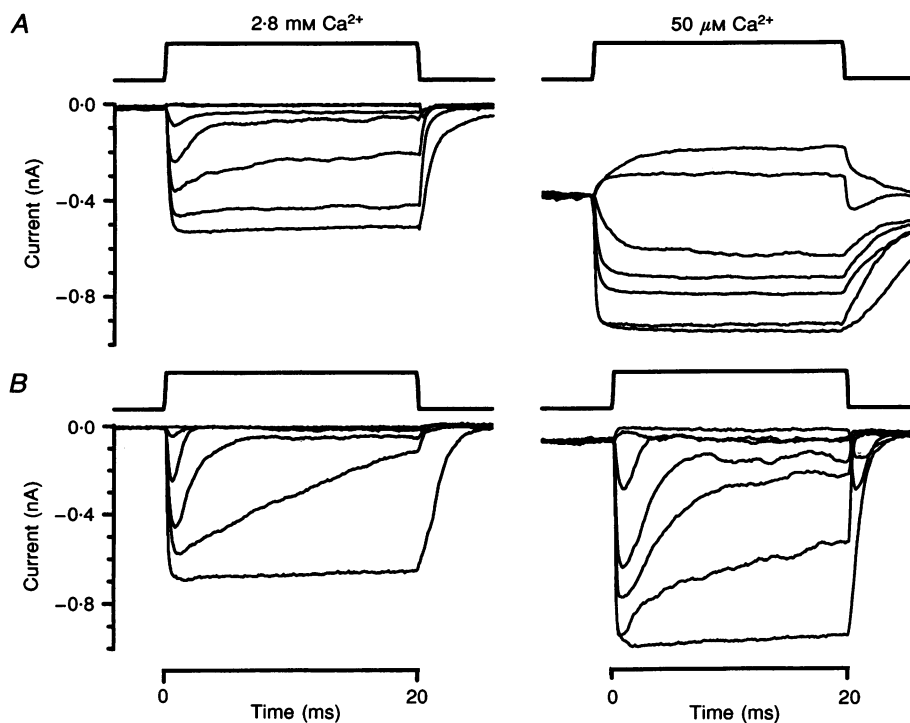 A
2·8 mM Ca²⁺
50 μM Ca²⁺
0·0
−0·4
−0·8
Current (nA)
B
0·0
−0·4
−0·8
Current (nA)
0
20
Time (ms)
0
20
Time (ms)